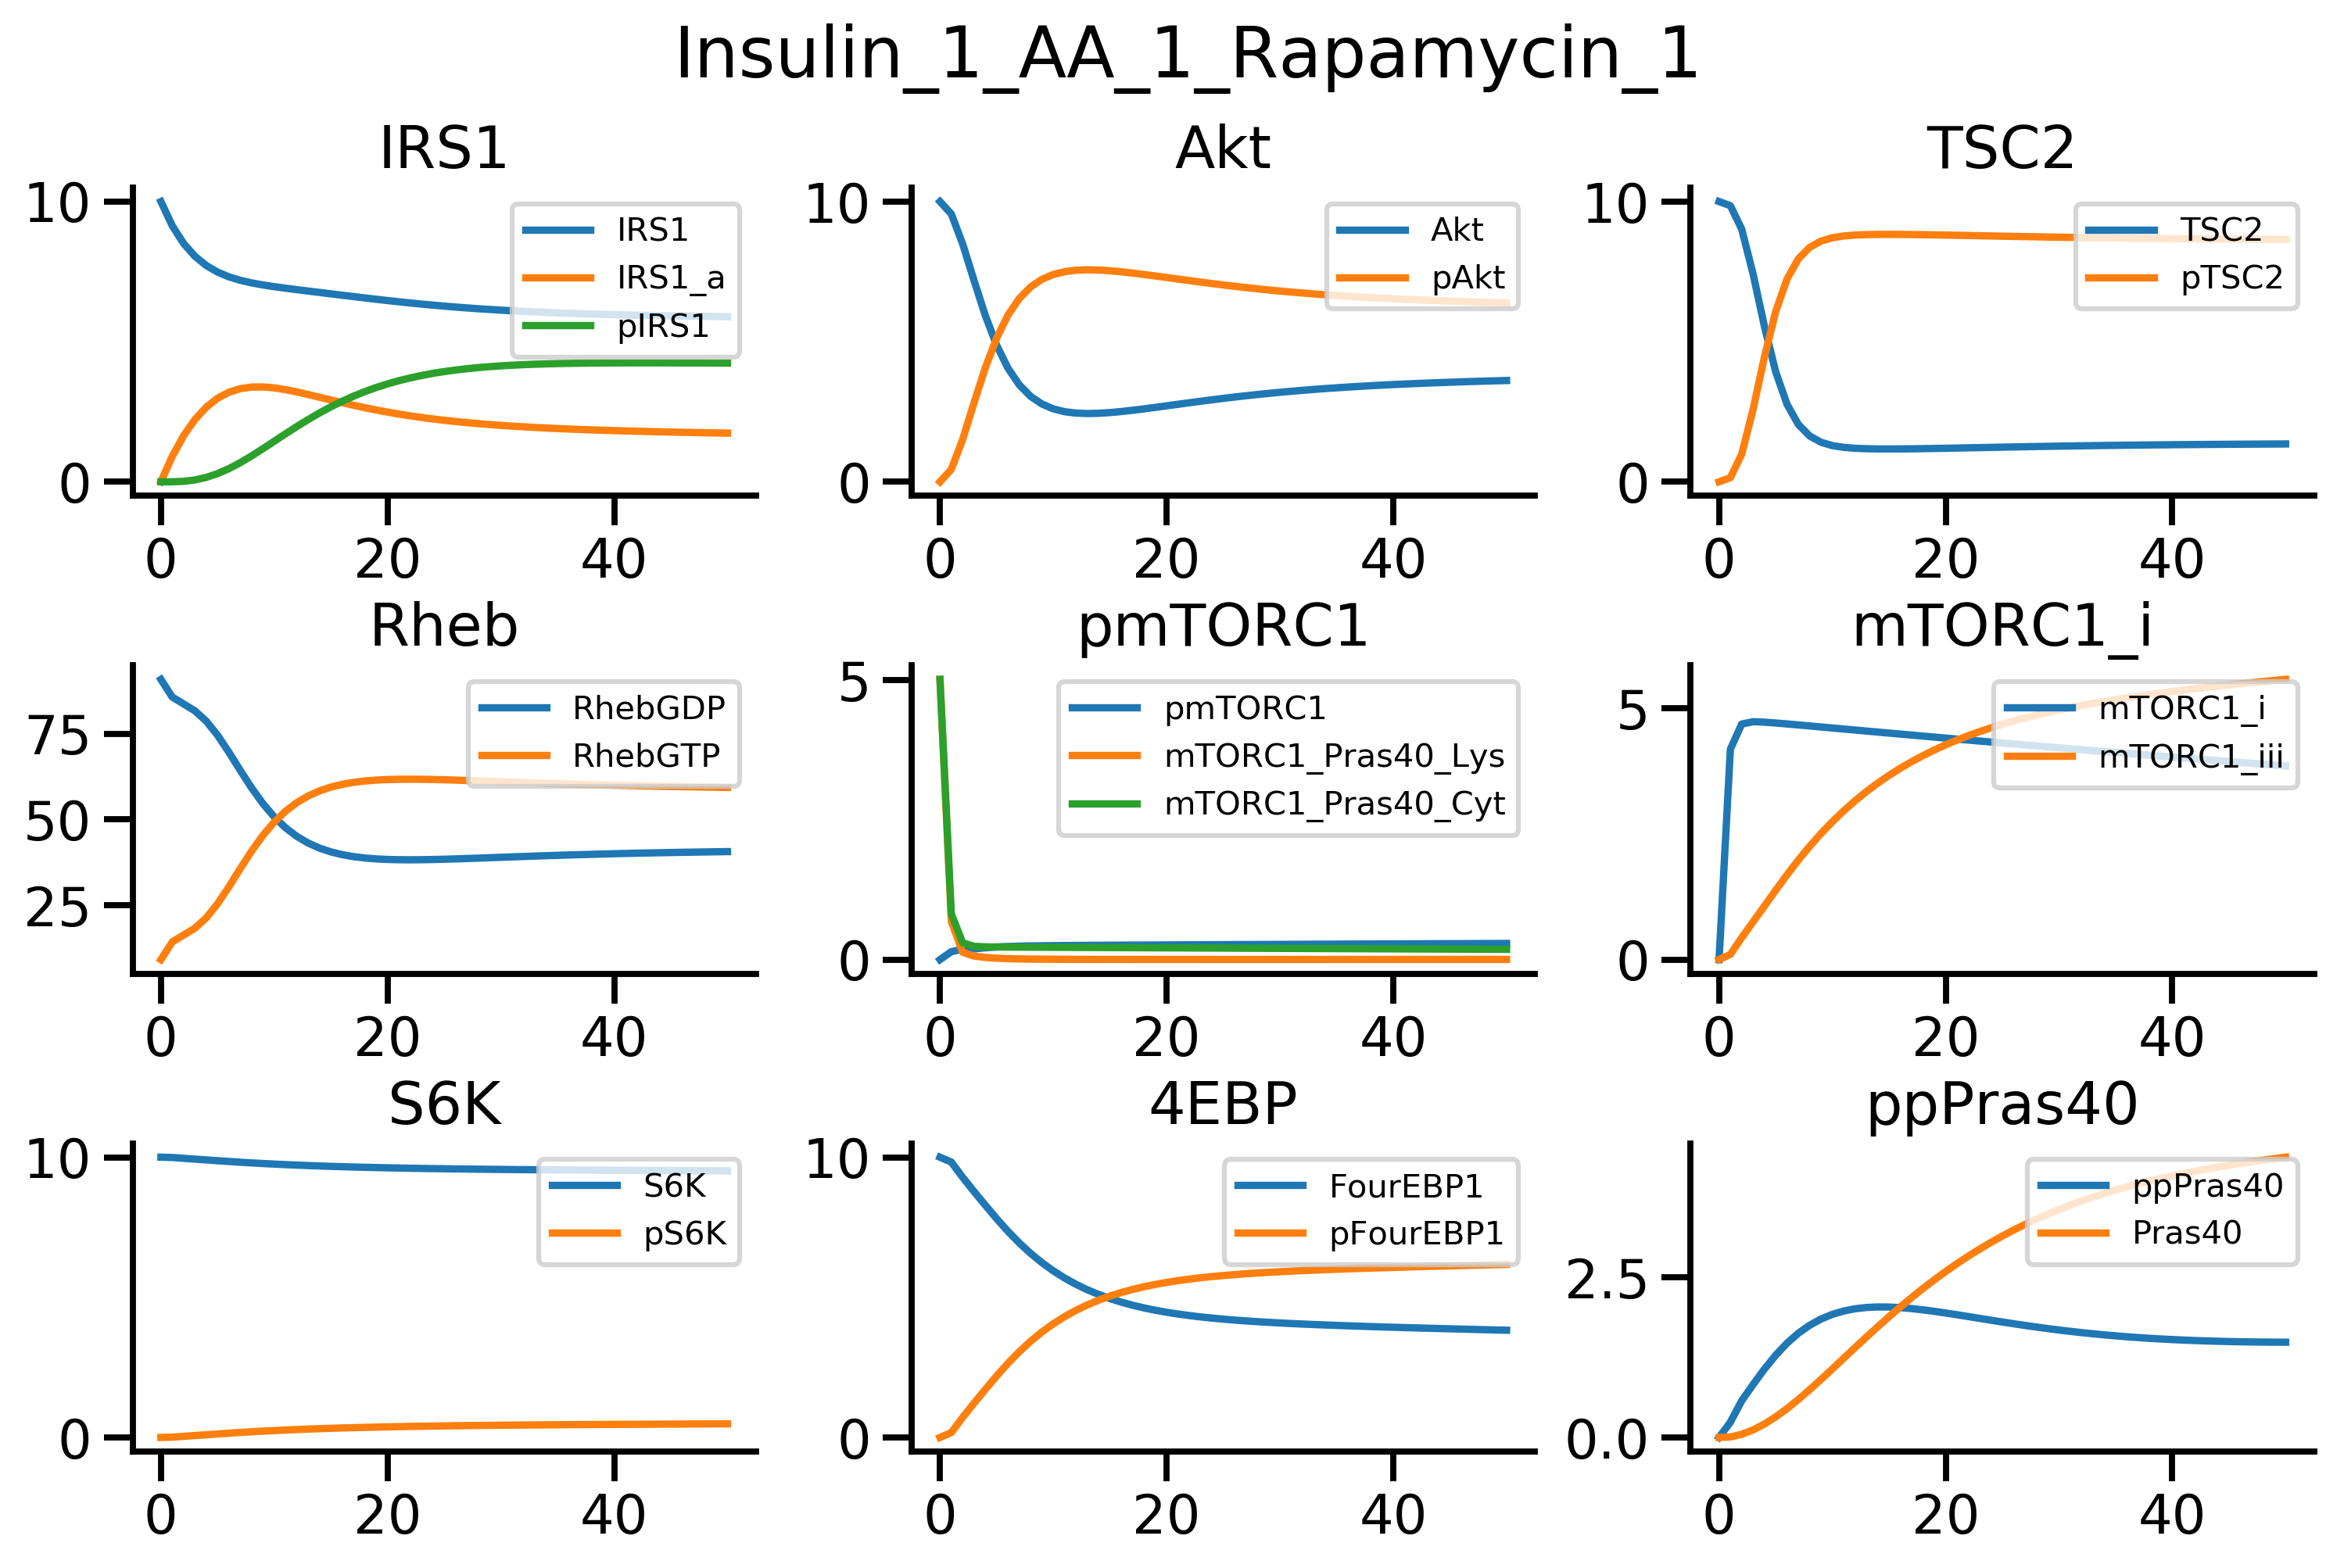 Insulin_1_AA_1_Rapamycin_1
IRS1
10
0
0 20 40
IRS1
IRS1_a
pIRS1
Akt
10
0
0 20 40
Akt
pAkt
TSC2
10
0
0 20 40
TSC2
pTSC2
Rheb
75
50
25
0 20 40
RhebGDP
RhebGTP
pmTORC1
5
0
0 20 40
pmTORC1
mTORC1_Pras40_Lys
mTORC1_Pras40_Cyt
mTORC1_i
5
0
0 20 40
mTORC1_i
mTORC1_iii
S6K
10
0
0 20 40
S6K
pS6K
4EBP
10
0
0 20 40
FourEBP1
pFourEBP1
ppPras40
2.5
0.0
0 20 40
ppPras40
Pras40